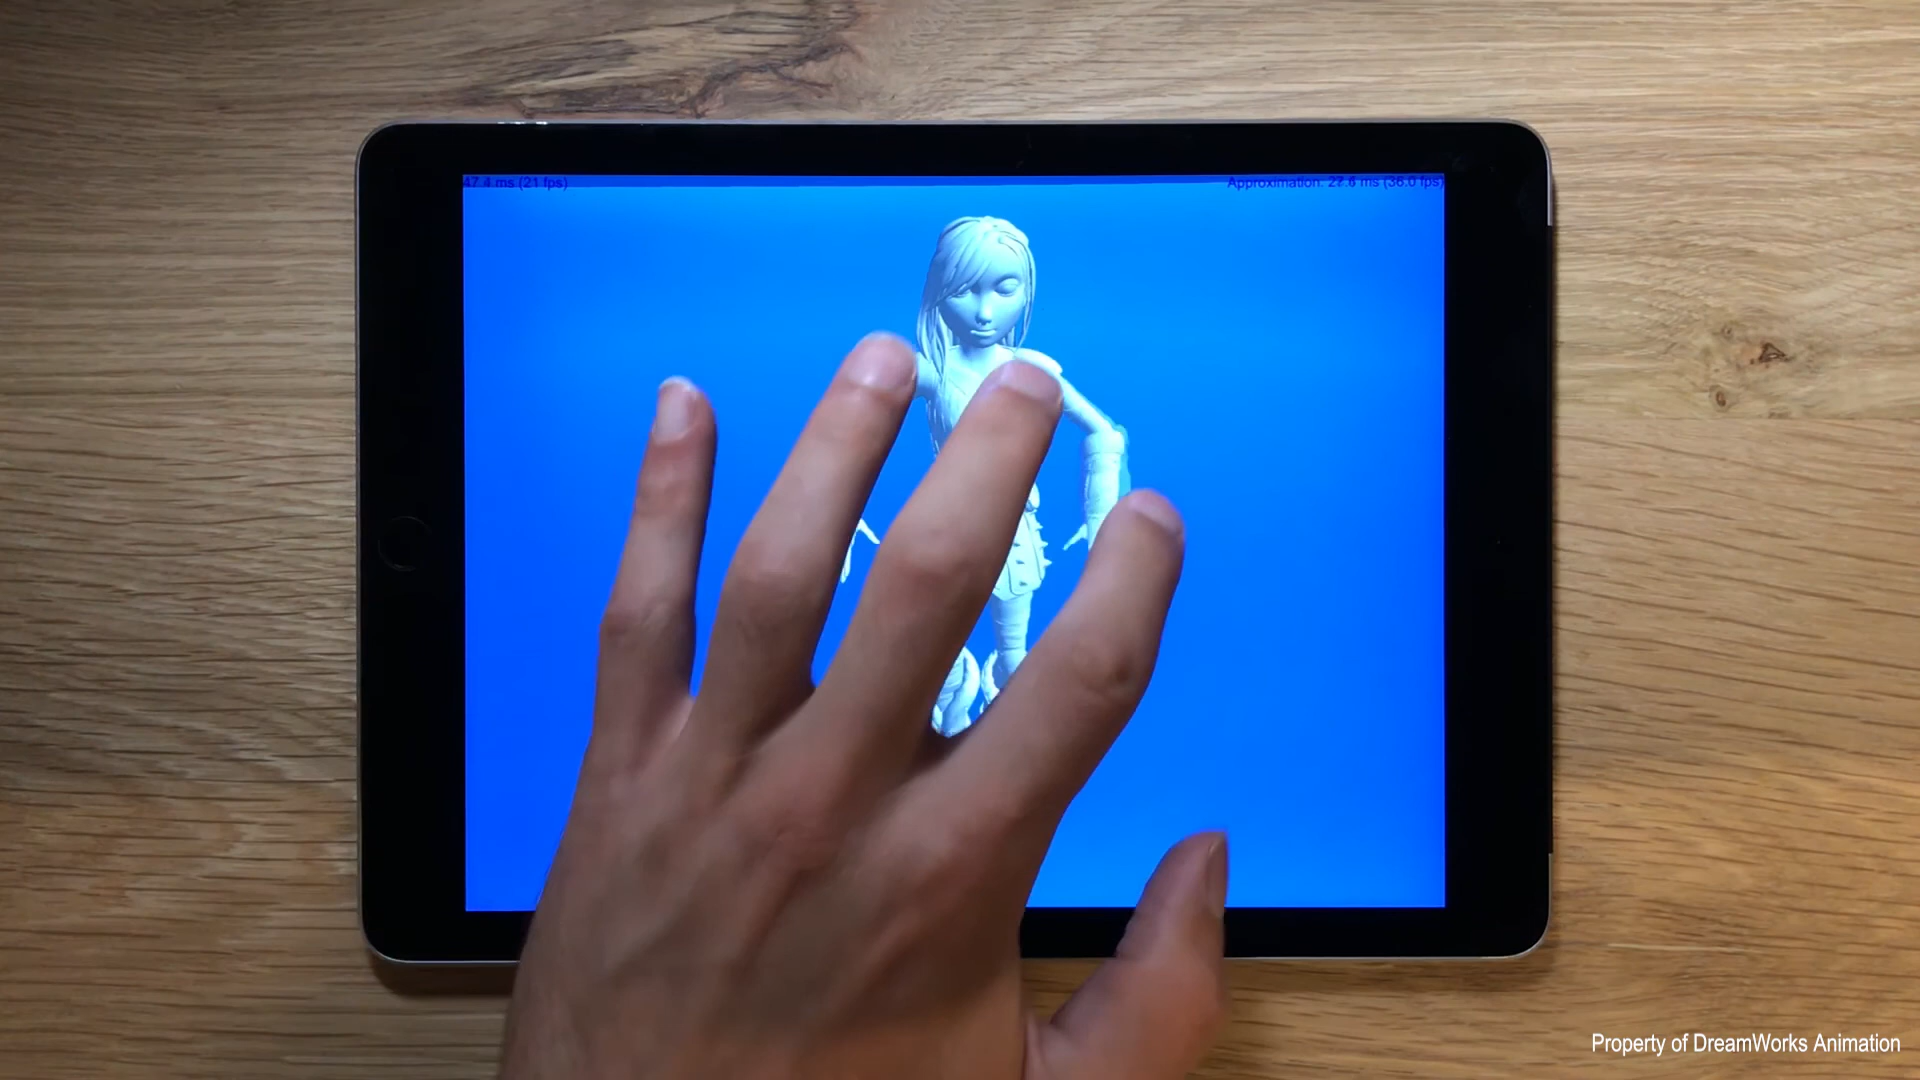 47.4 ms (21 fps)
Approximation: 27.6 ms (36.0 fps)
Property of DreamWorks Animation